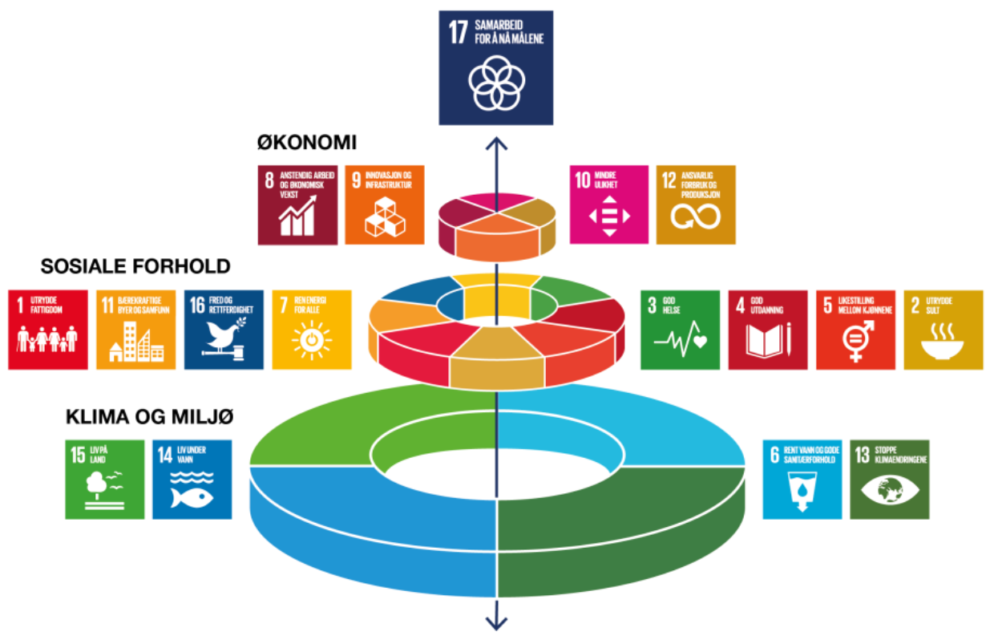 17 SAMARBEID
FOR Å NÅ MÅLENE
ØKONOMI
8 ANSTENDIG ARBEID
OG ØKONOMISK
VEKST
9 INNOVASJON OG
INFRASTRUKTUR
10 MINDRE
ULIKHET
12 ANSVARLIG
FORBRUK OG
PRODUKSJON
SOSIALE FORHOLD
1 UTRYDDE
FATTIGDOM
11 BÆREKRAFTIGE
BYER OG SAMFUNN
16 FRED OG
RETTFERDIGHET
7 REN ENERGI
FOR ALLE
3 GOD
HELSE
4 GOD
UTDANNING
5 LIKESTILLING
MELLOM KJØNNENE
2 UTRYDDE
SULT
KLIMA OG MILJØ
15 LIV PÅ
LAND
14 LIV UNDER
VANN
6 RENT VANN OG GODE
SANITÆRFORHOLD
13 STOPPE
KLIMAENDRINGENE